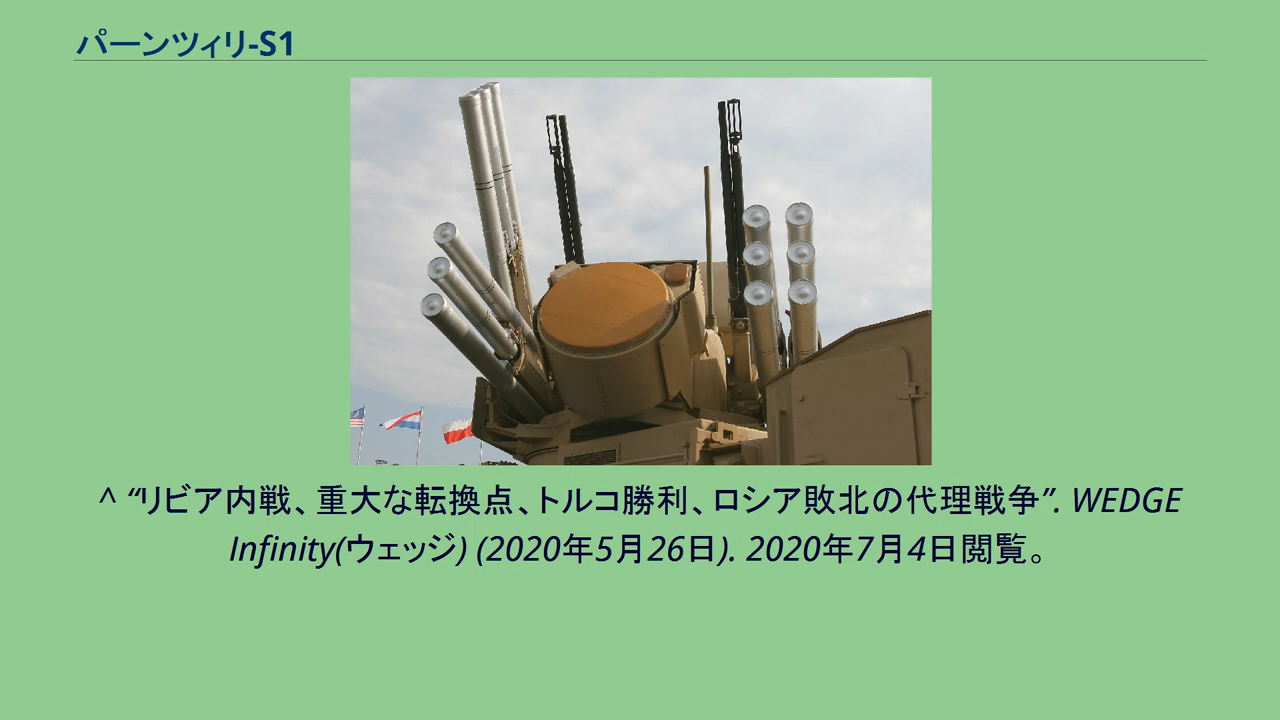 パーンツィリ-S1
^ “リビア内戦、重大な転換点、トルコ勝利、ロシア敗北の代理戦争”. WEDGE
Infinity(ウェッジ) (2020年5月26日). 2020年7月4日閲覧。